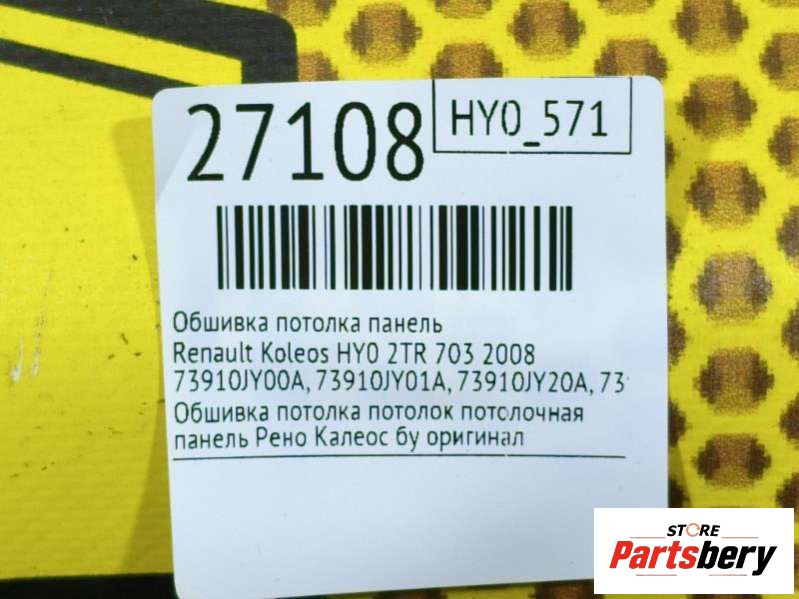 27108
HY0_571
Обшивка потолка панель
Renault Koleos HY0 2TR 703 2008
73910JY00A, 73910JY01A, 73910JY20A, 73
Обшивка потолка потолок потолочная
панель Рено Калеос бу оригинал
STORE
Partsbery